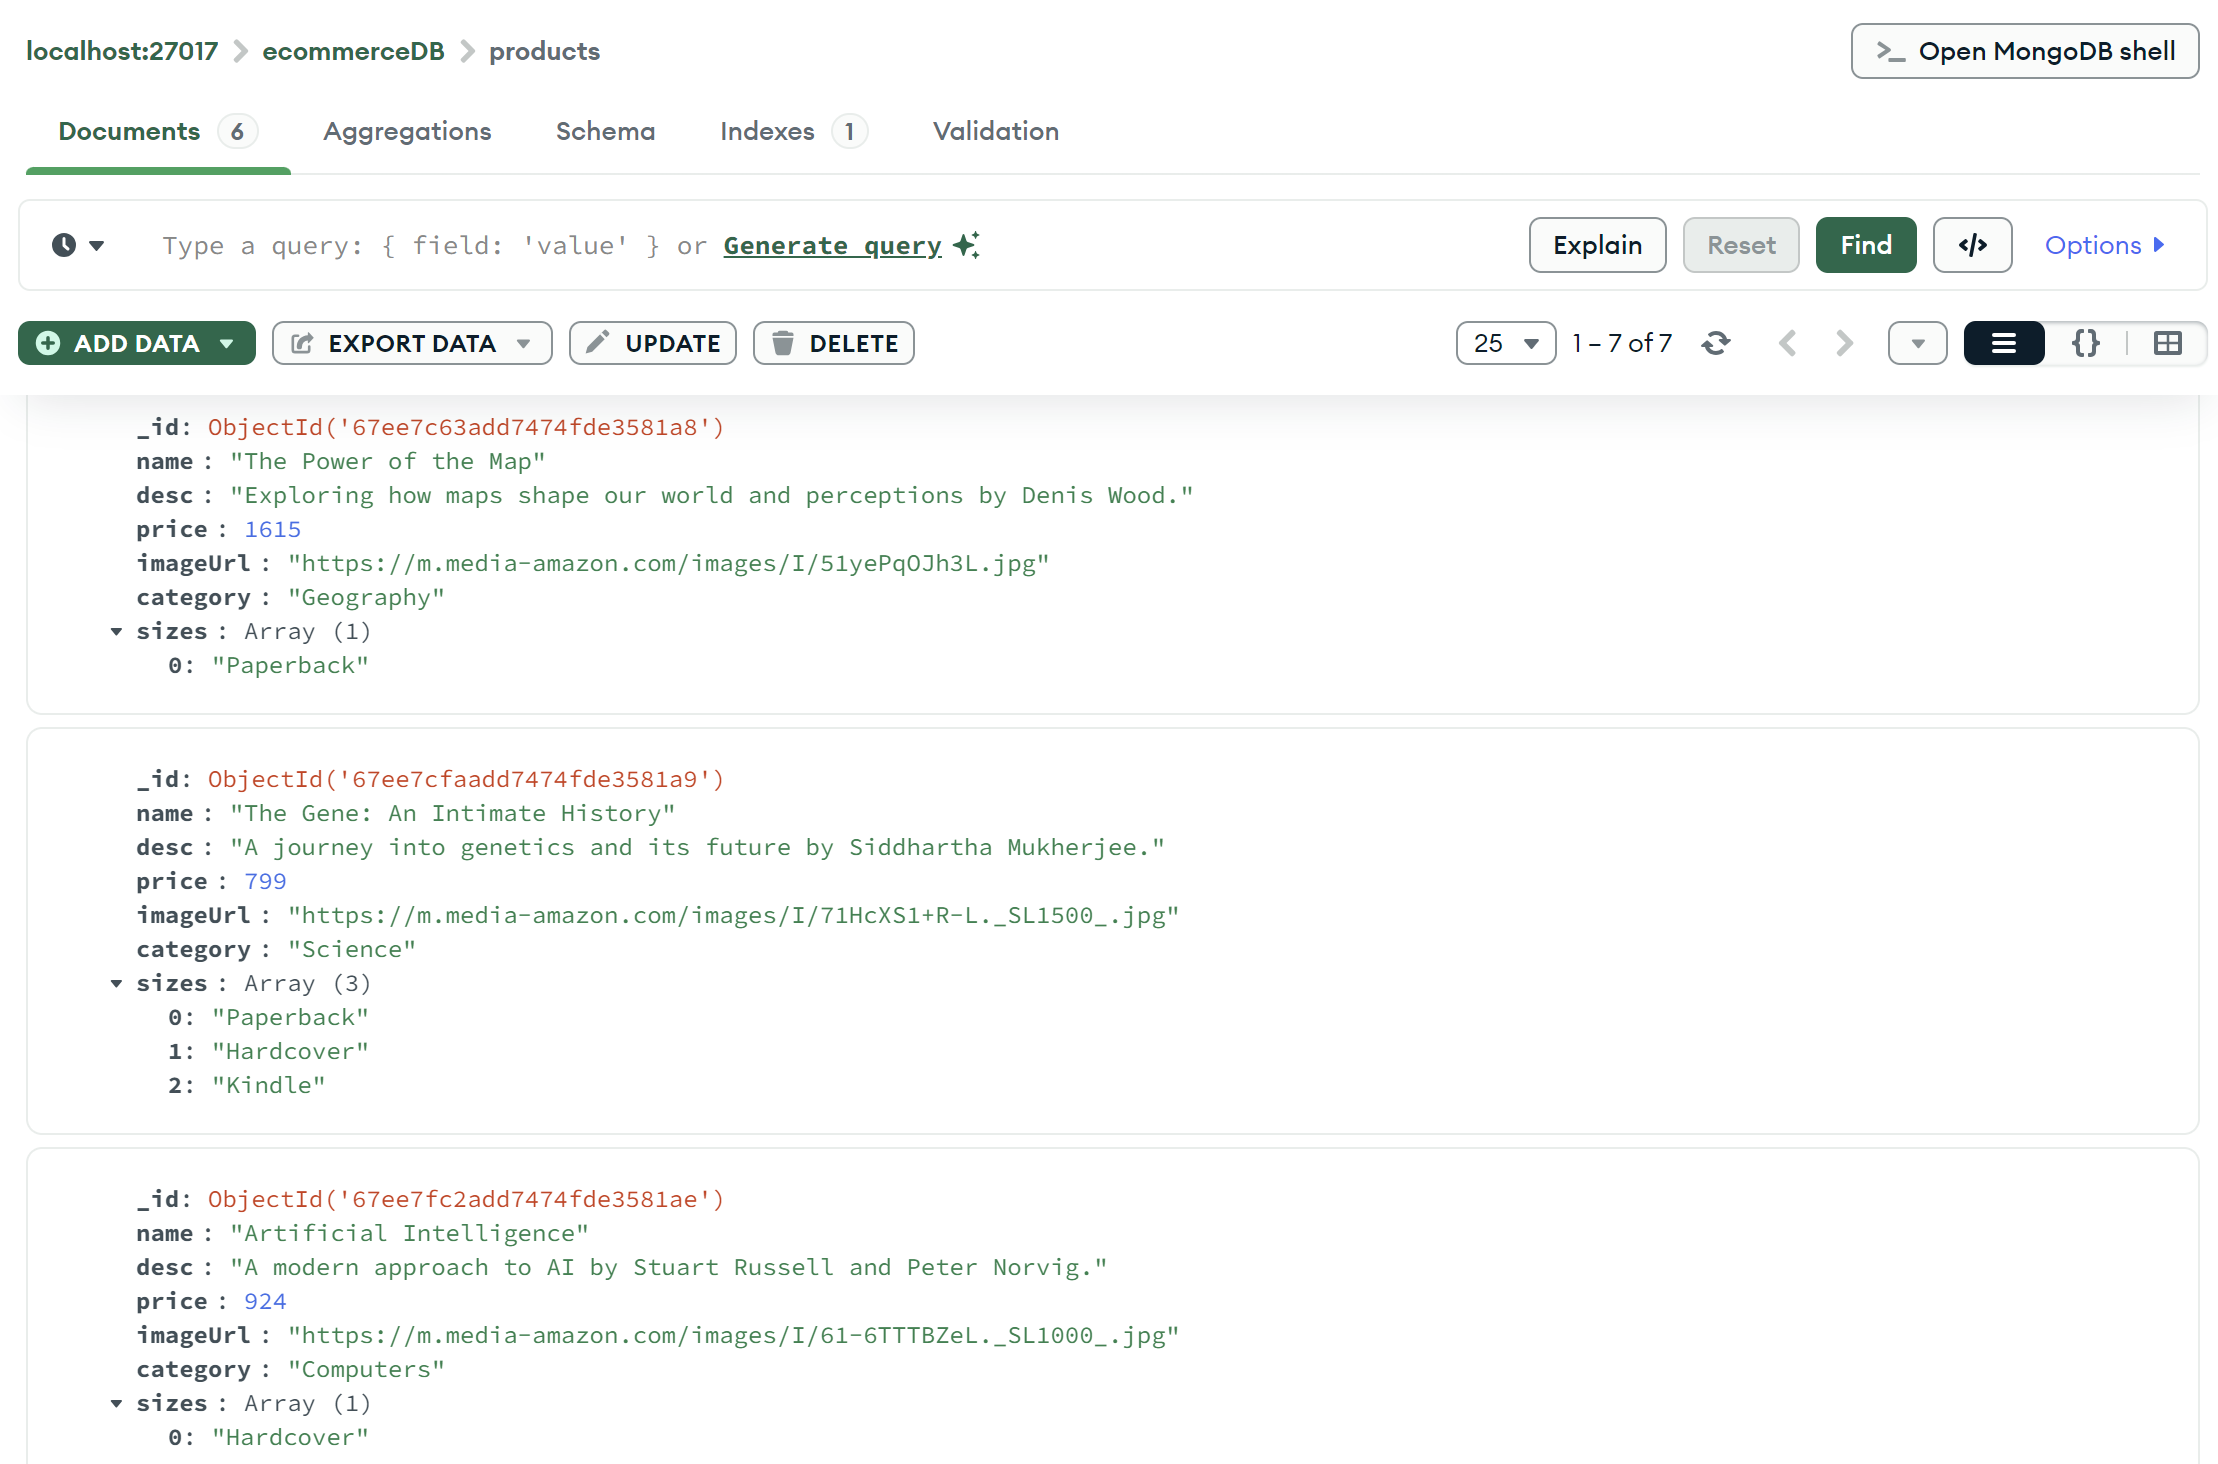 localhost:27017 > ecommerceDB > products
>_ Open MongoDB shell
Documents 6 Aggregations Schema Indexes 1 Validation
Type a query: { field: 'value' } or Generate query
Explain Reset Find </> Options
ADD DATA EXPORT DATA UPDATE DELETE 25 1 – 7 of 7 {}
_id: ObjectId('67ee7c63add7474fde3581a8')
name : "The Power of the Map"
desc : "Exploring how maps shape our world and perceptions by Denis Wood."
price : 1615
imageUrl : "https://m.media-amazon.com/images/I/51yePqOJh3L.jpg"
category : "Geography"
sizes : Array (1)
0: "Paperback"
_id: ObjectId('67ee7cfaadd7474fde3581a9')
name : "The Gene: An Intimate History"
desc : "A journey into genetics and its future by Siddhartha Mukherjee."
price : 799
imageUrl : "https://m.media-amazon.com/images/I/71HcXS1+R-L._SL1500_.jpg"
category : "Science"
sizes : Array (3)
0: "Paperback"
1: "Hardcover"
2: "Kindle"
_id: ObjectId('67ee7fc2add7474fde3581ae')
name : "Artificial Intelligence"
desc : "A modern approach to AI by Stuart Russell and Peter Norvig."
price : 924
imageUrl : "https://m.media-amazon.com/images/I/61-6TTTBZeL._SL1000_.jpg"
category : "Computers"
sizes : Array (1)
0: "Hardcover"